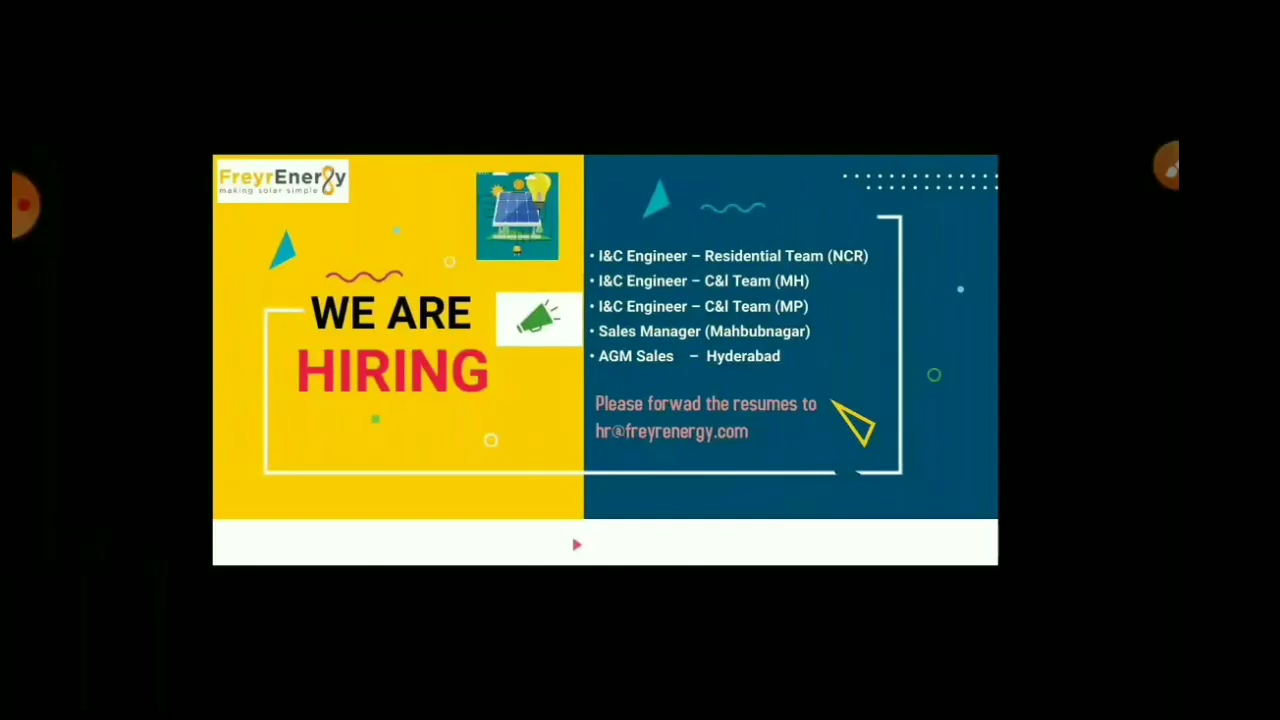 FreyrEnergy
making solar simple
WE ARE
HIRING
• I&C Engineer – Residential Team (NCR)
• I&C Engineer – C&l Team (MH)
• I&C Engineer – C&l Team (MP)
• Sales Manager (Mahbubnagar)
• AGM Sales – Hyderabad
Please forwad the resumes to
hr@freyrenergy.com